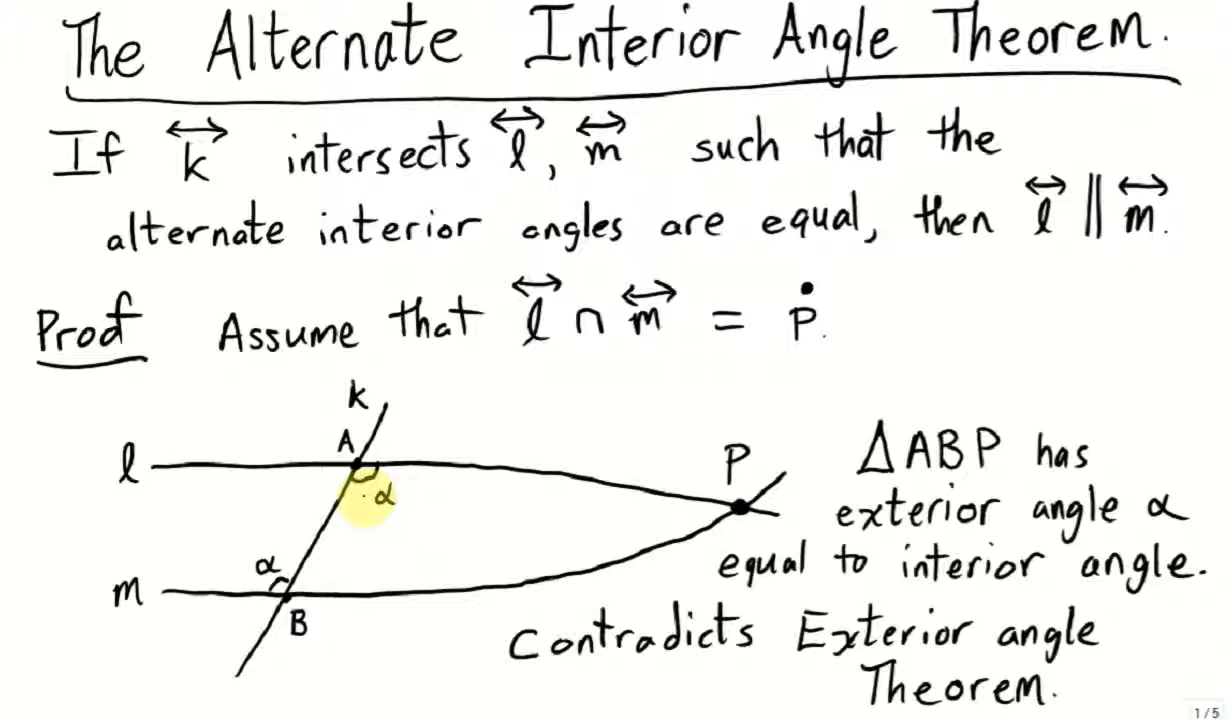 The Alternate Interior Angle Theorem.
If k intersects l, m such that the
alternate interior angles are equal, then l ∥ m.
Proof Assume that l ∩ m = P.
k
A
l
α
P
α
m
B
ΔABP has
exterior angle α
equal to interior angle.
Contradicts Exterior angle
Theorem.
1/5